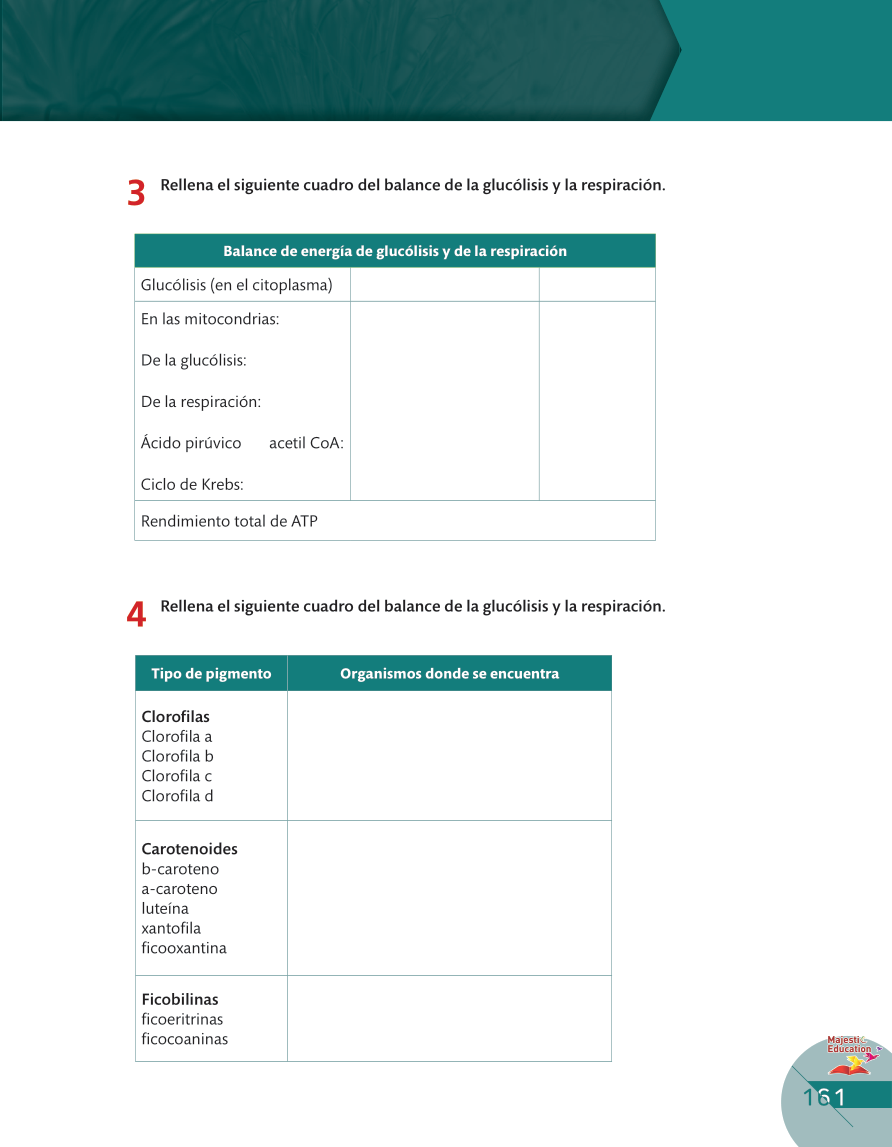 3 Rellena el siguiente cuadro del balance de la glucólisis y la respiración.
Balance de energía de glucólisis y de la respiración
Glucólisis (en el citoplasma)
En las mitocondrias:
De la glucólisis:
De la respiración:
Ácido pirúvico acetil CoA:
Ciclo de Krebs:
Rendimiento total de ATP
4 Rellena el siguiente cuadro del balance de la glucólisis y la respiración.
Tipo de pigmento Organismos donde se encuentra
Clorofilas
Clorofila a
Clorofila b
Clorofila c
Clorofila d
Carotenoides
b-caroteno
a-caroteno
luteína
xantofila
ficooxantina
Ficobilinas
ficoeritrinas
ficocoaninas
Majestic
Education
161